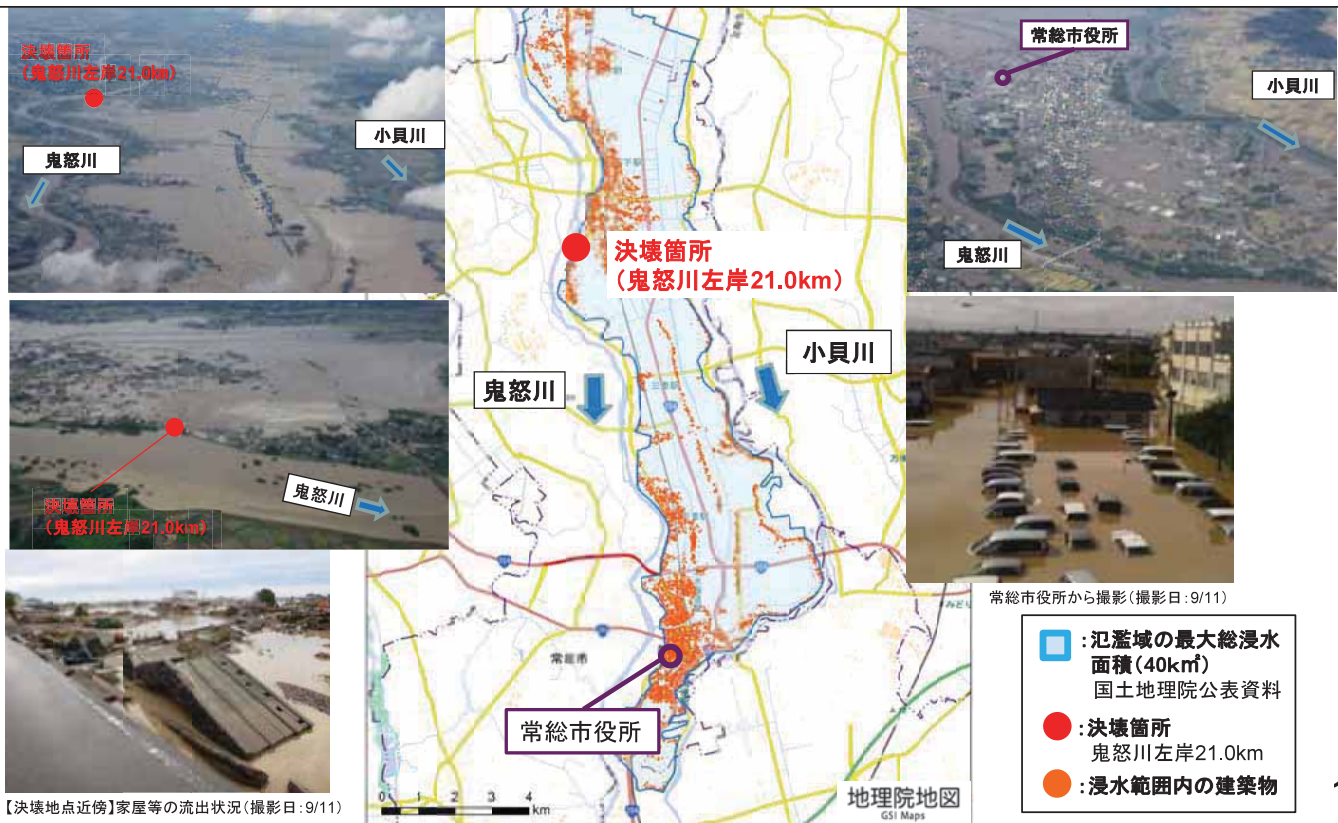 決壊箇所
(鬼怒川左岸21.0km)
鬼怒川
小貝川
決壊箇所
(鬼怒川左岸21.0km)
鬼怒川
【決壊地点近傍】家屋等の流出状況(撮影日:9/11)
決壊箇所
(鬼怒川左岸21.0km)
小貝川
鬼怒川
三妻駅
常総市
常総市役所
0 1 2 3 4
km
地理院地図
GSI Maps
常総市役所
小貝川
鬼怒川
常総市役所から撮影(撮影日:9/11)
みどり
:氾濫域の最大総浸水
面積(40k㎡)
国土地理院公表資料
:決壊箇所
鬼怒川左岸21.0km
:浸水範囲内の建築物